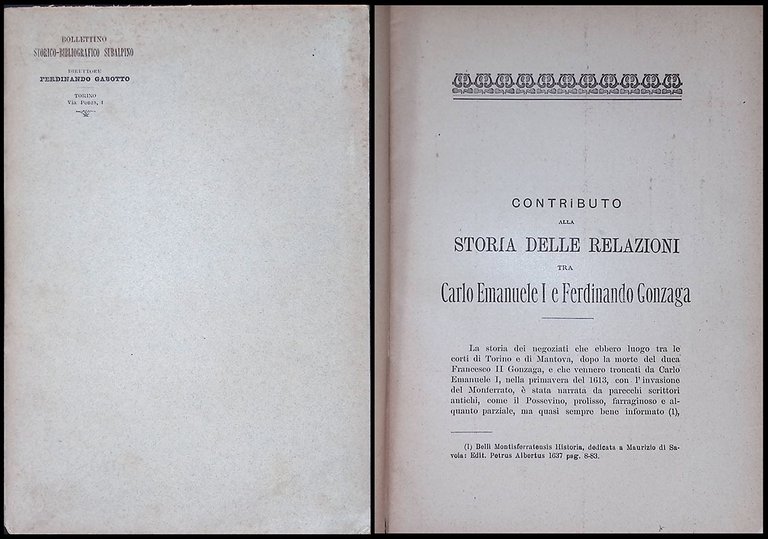 BOLLETTINO
STORICO-BIBLIOGRAFICO SUBALPINO
DIRETTORE
FERDINANDO GABOTTO
TORINO
Via Ponza, 4
CONTRIBUTO
ALLA
STORIA DELLE RELAZIONI
TRA
Carlo Emanuele I e Ferdinando Gonzaga
La storia dei negoziati che ebbero luogo tra le
corti di Torino e di Mantova, dopo la morte del duca
Francesco II Gonzaga, e che vennero troncati da Carlo
Emanuele I, nella primavera del 1613, con l'invasione
del Monferrato, è stata narrata da parecchi scrittori
antichi, come il Possevino, prolisso, farraginoso e al-
quanto parziale, ma quasi sempre bene informato (1),
(1) Belli Montisferratensis Historia, dedicata a Maurizio di Sa-
voia: Edit. Petrus Albertus 1637 pag. 8-83.